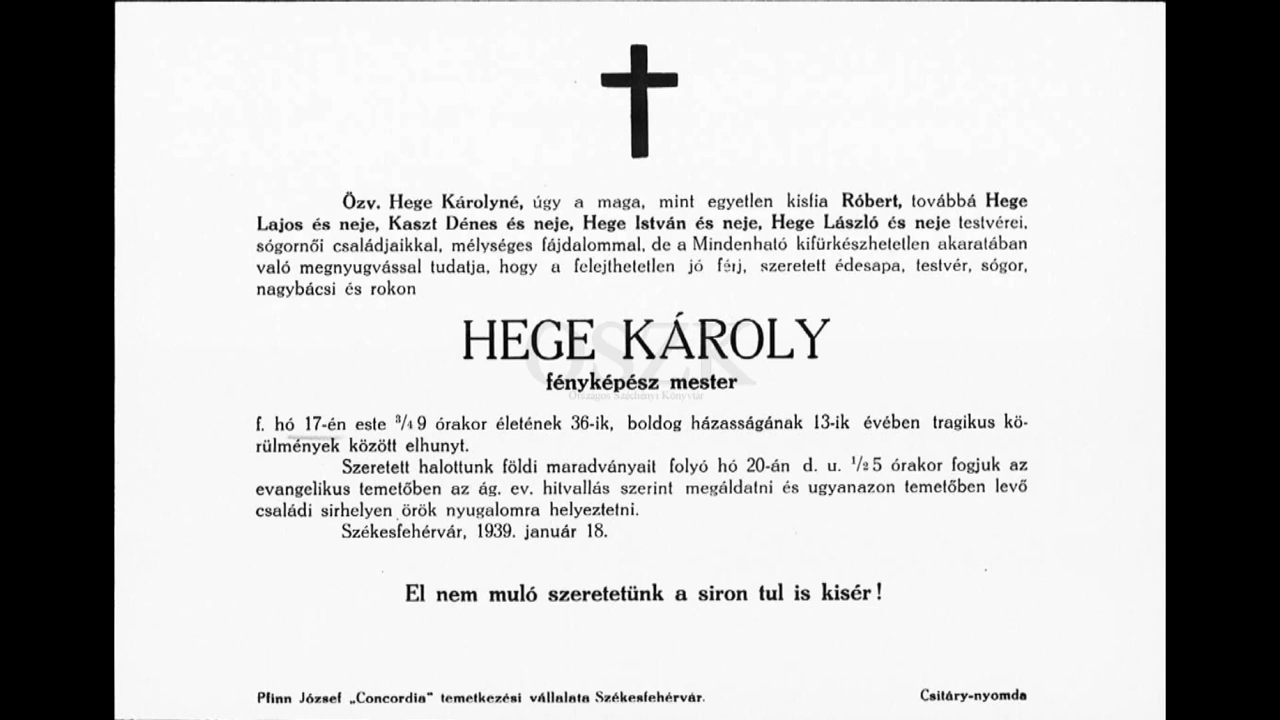 Özv. Hege Károlyné, úgy a maga, mint egyetlen kisfia Róbert, továbbá Hege
Lajos és neje, Kaszt Dénes és neje, Hege István és neje, Hege László és neje testvérei,
sógornői családjaikkal, mélységes fájdalommal, de a Mindenható kifürkészhetetlen akaratában
való megnyugvással tudatja, hogy a felejthetetlen jó férj, szeretett édesapa, testvér, sógor,
nagybácsi és rokon
HEGE KÁROLY
OSZK
fényképész mester
Országos Széchényi Könyvtár
f. hó 17-én este 3/4 9 órakor életének 36-ik, boldog házasságának 13-ik évében tragikus kö-
rülmények között elhunyt.
Szeretett halottunk földi maradványait folyó hó 20-án d. u. 1/2 5 órakor fogjuk az
evangelikus temetőben az ág. ev. hitvallás szerint megáldatni és ugyanazon temetőben levő
családi sirhelyen örök nyugalomra helyeztetni.
Székesfehérvár, 1939. január 18.
El nem muló szeretetünk a siron tul is kisér!
Pfinn József „Concordia" temetkezési vállalata Székesfehérvár.
Csitáry-nyomda